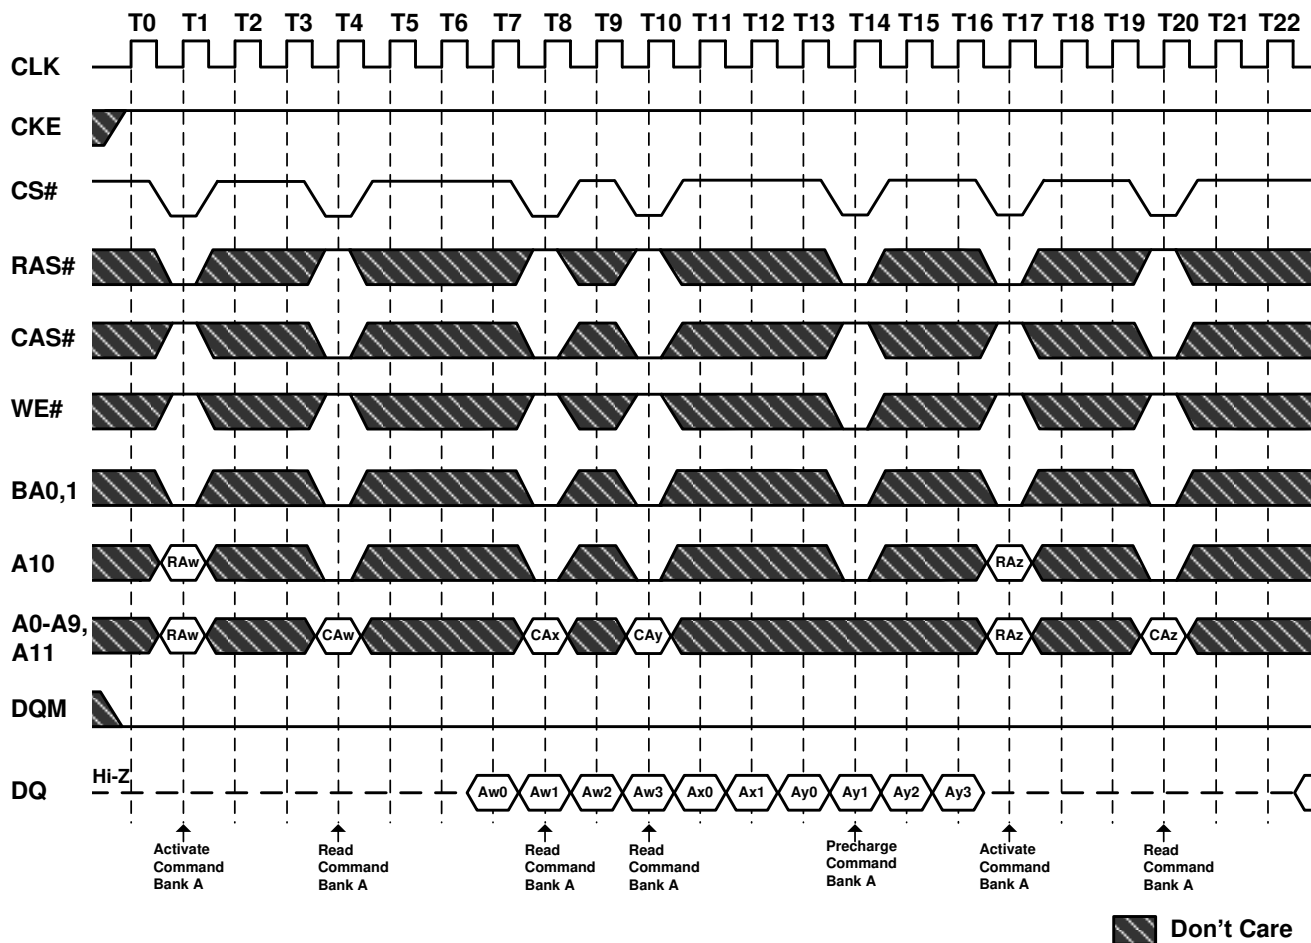 T0 T1 T2 T3 T4 T5 T6 T7 T8 T9 T10 T11 T12 T13 T14 T15 T16 T17 T18 T19 T20 T21 T22
CLK
CKE
CS#
RAS#
CAS#
WE#
BA0,1
A10
RAw RAz
A0-A9,
A11
RAw CAw CAx CAy RAz CAz
DQM
Hi-Z
DQ
Aw0 Aw1 Aw2 Aw3 Ax0 Ax1 Ay0 Ay1 Ay2 Ay3
Activate
Command
Bank A
Read
Command
Bank A
Read
Command
Bank A
Read
Command
Bank A
Precharge
Command
Bank A
Activate
Command
Bank A
Read
Command
Bank A
Don't Care